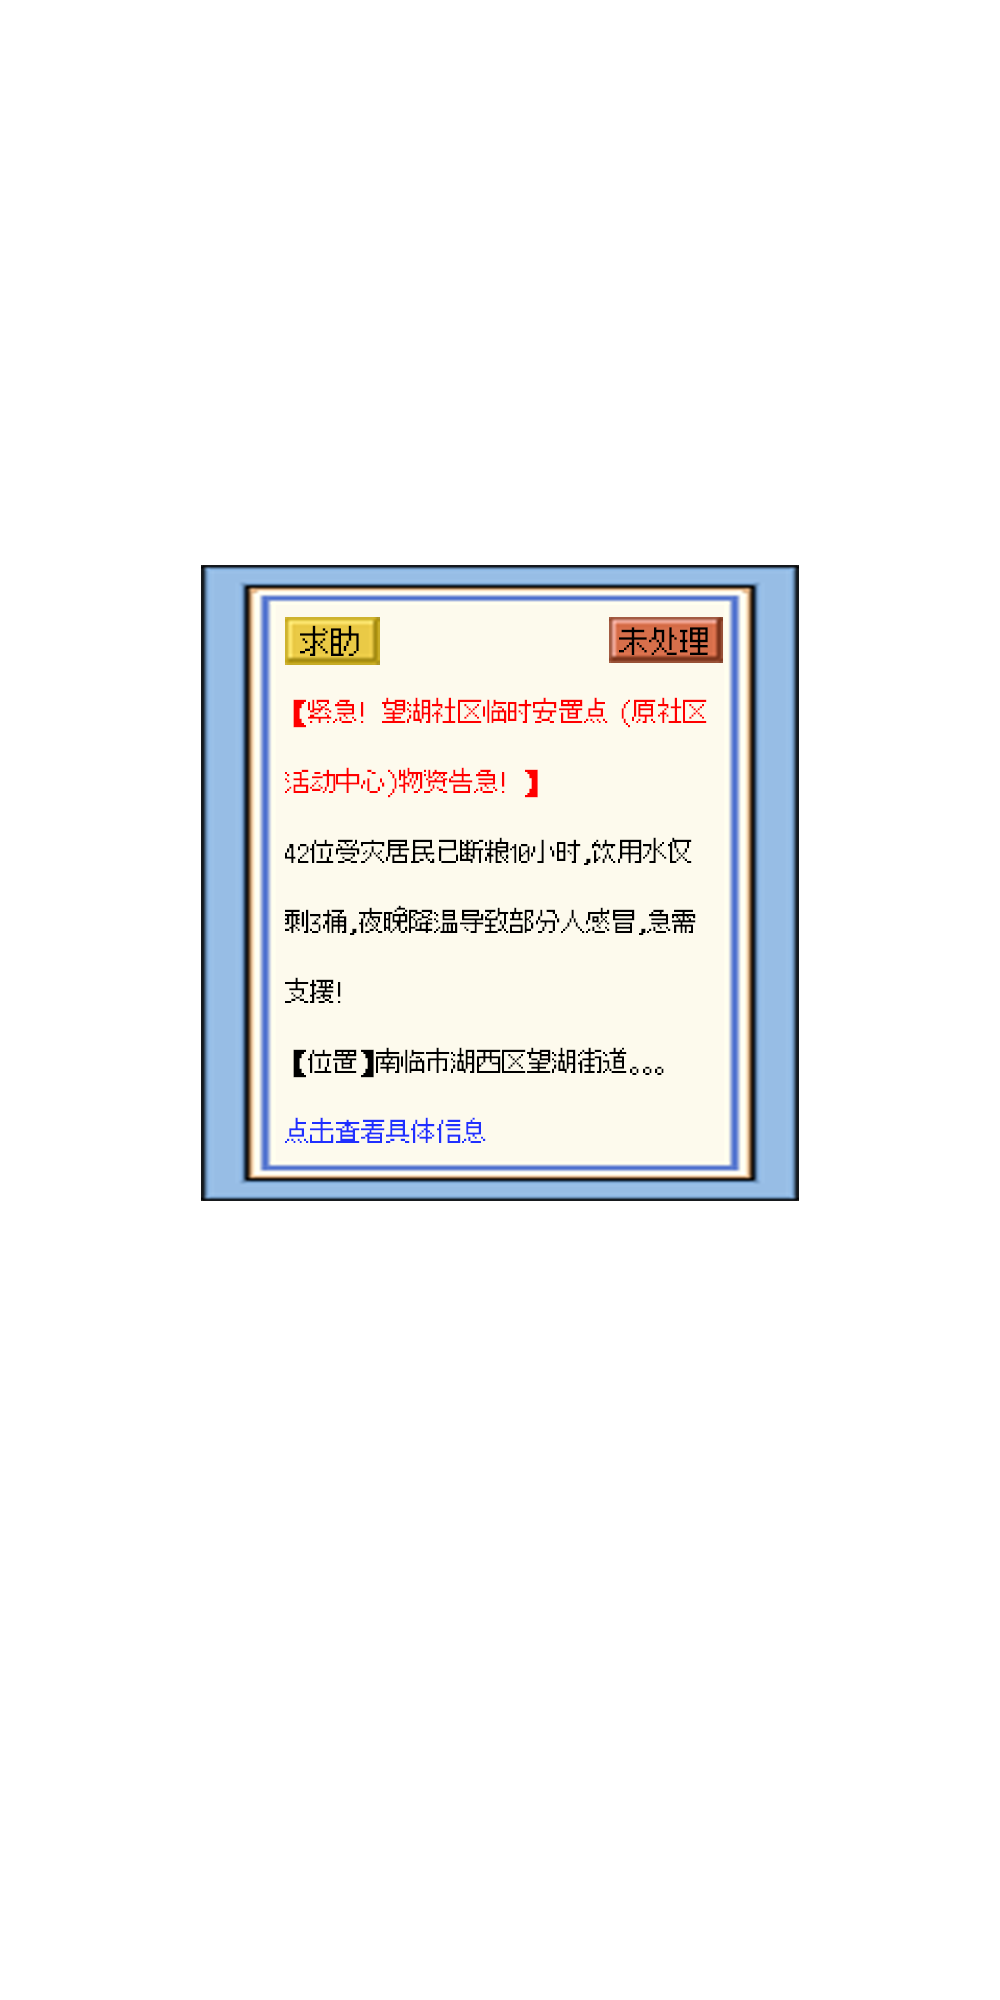 求助
未处理
【紧急！望湖社区临时安置点（原社区
活动中心)物资告急！】
42位受灾居民已断粮10小时,饮用水仅
剩3桶,夜晚降温导致部分人感冒,急需
支援!
【位置】南临市湖西区望湖街道。。。
点击查看具体信息